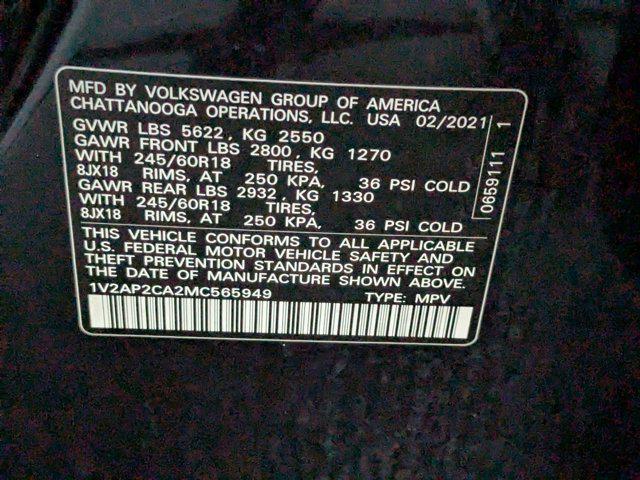 MFD BY VOLKSWAGEN GROUP OF AMERICA
CHATTANOOGA OPERATIONS, LLC. USA 02/2021
GVWR LBS 5622, KG 2550
GAWR FRONT LBS 2800, KG 1270
WITH 245/60R18 TIRES,
8JX18 RIMS, AT 250 KPA, 36 PSI COLD
GAWR REAR LBS 2932, KG 1330
WITH 245/60R18 TIRES,
8JX18 RIMS, AT 250 KPA, 36 PSI COLD
THIS VEHICLE CONFORMS TO ALL APPLICABLE
U.S. FEDERAL MOTOR VEHICLE SAFETY AND
THEFT PREVENTION STANDARDS IN EFFECT ON
THE DATE OF MANUFACTURE SHOWN ABOVE.
1V2AP2CA2MC565949 TYPE: MPV
0659111 1